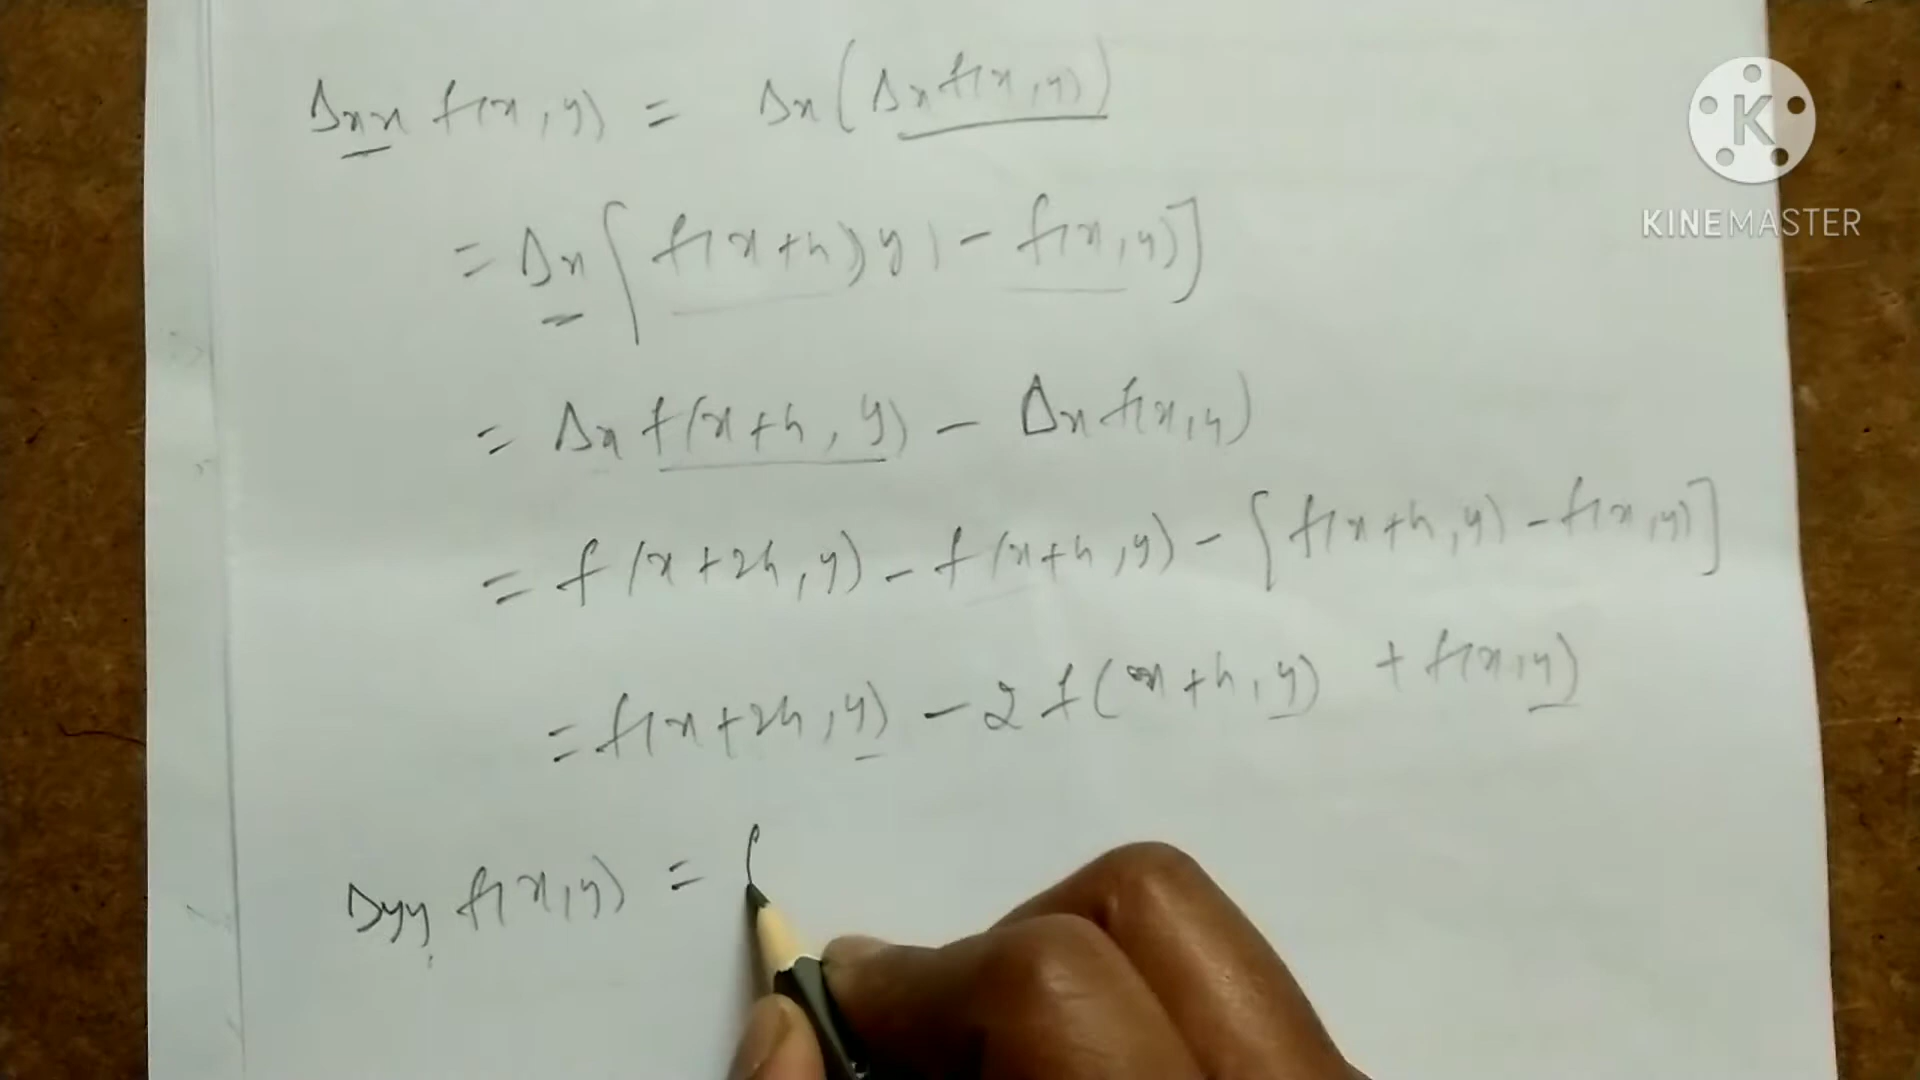 Δxx f(x, y) = Δx (Δx f(x, y))
= Δx [f(x+h, y) - f(x, y)]
= Δx f(x+h, y) - Δx f(x, y)
= f(x+2h, y) - f(x+h, y) - [f(x+h, y) - f(x, y)]
= f(x+2h, y) - 2 f(x+h, y) + f(x, y)
Δyy f(x, y) =
K
KINEMASTER